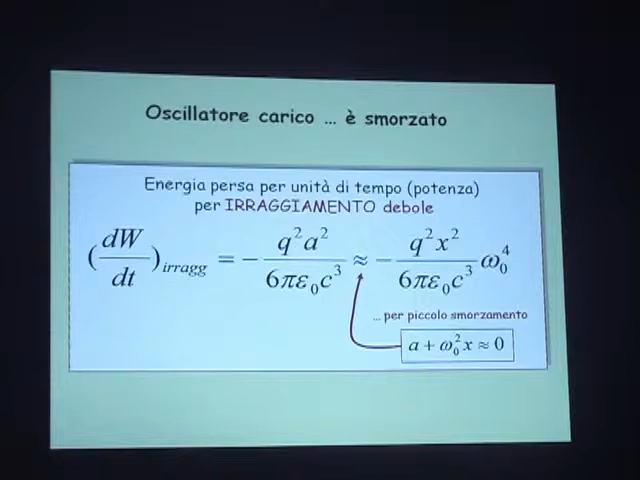 Oscillatore carico ... è smorzato
Energia persa per unità di tempo (potenza)
per IRRAGGIAMENTO debole
(dW/dt)_irragg = - q²a²/6πε₀c³ ≈ - q²x²/6πε₀c³ ω₀⁴
... per piccolo smorzamento
a + ω₀²x ≈ 0